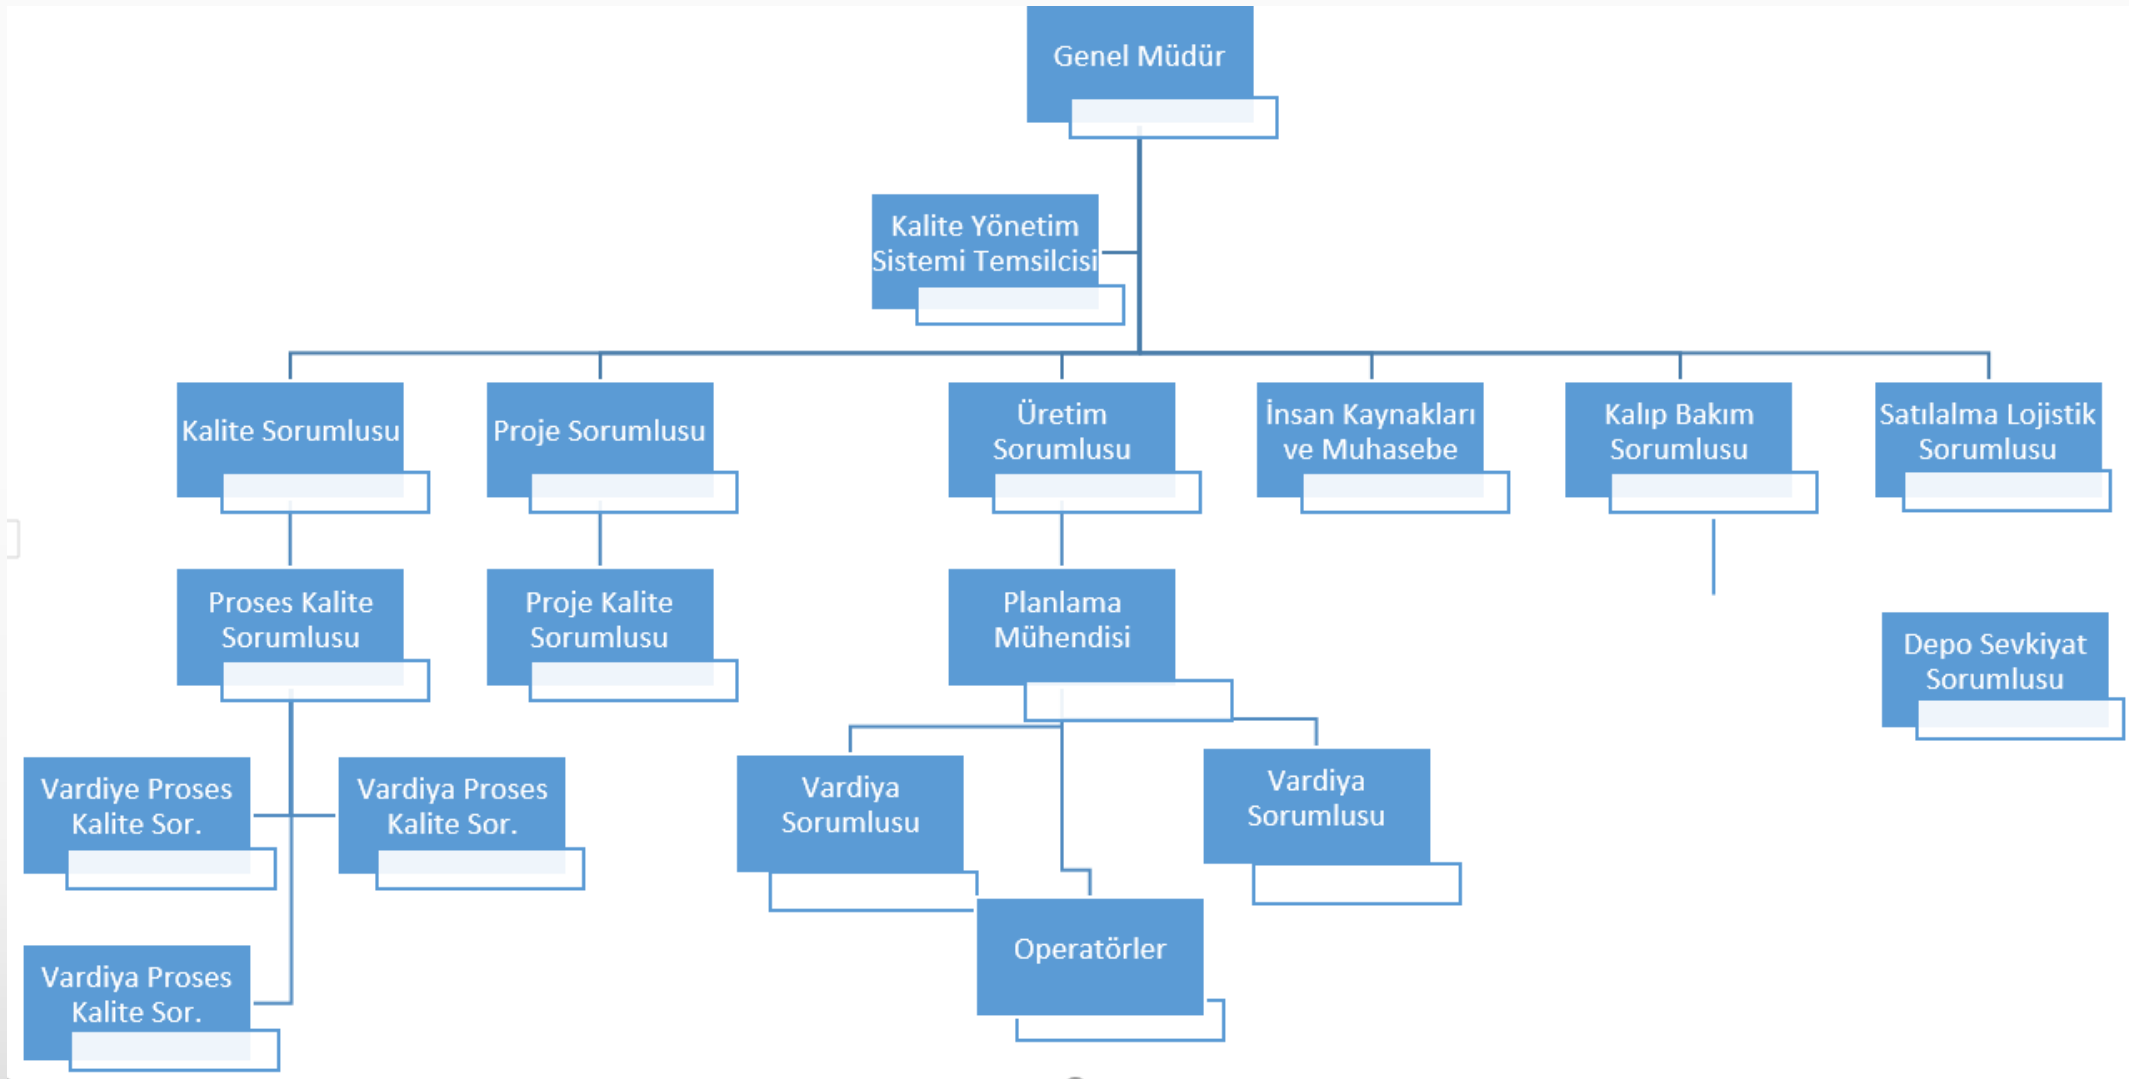 Genel Müdür
Kalite Yönetim
Sistemi Temsilcisi
Kalite Sorumlusu
Proje Sorumlusu
Üretim
Sorumlusu
İnsan Kaynakları
ve Muhasebe
Kalıp Bakım
Sorumlusu
Satılalma Lojistik
Sorumlusu
Proses Kalite
Sorumlusu
Proje Kalite
Sorumlusu
Planlama
Mühendisi
Depo Sevkiyat
Sorumlusu
Vardiye Proses
Kalite Sor.
Vardiya Proses
Kalite Sor.
Vardiya
Sorumlusu
Vardiya
Sorumlusu
Operatörler
Vardiya Proses
Kalite Sor.